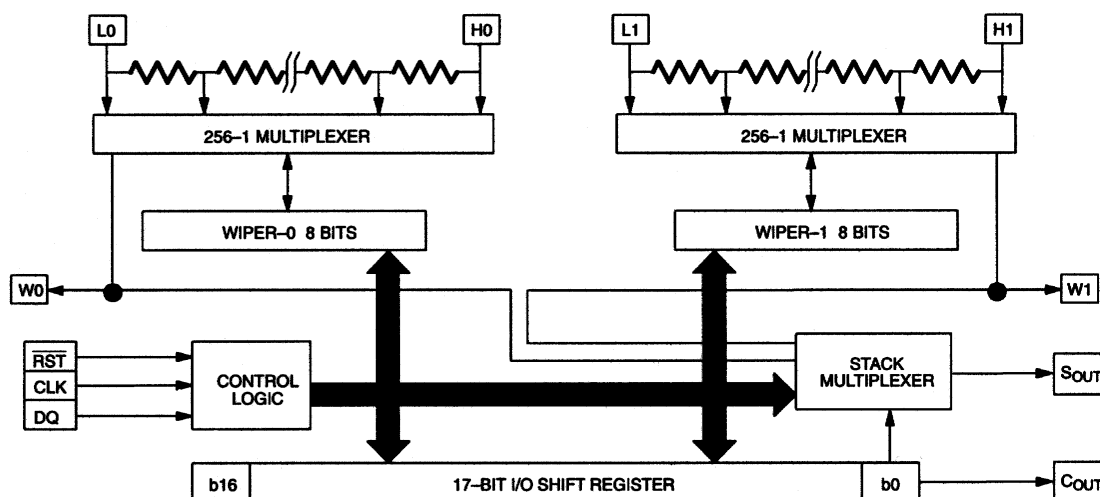 L0
H0
L1
H1
256–1 MULTIPLEXER
256–1 MULTIPLEXER
WIPER–0 8 BITS
WIPER–1 8 BITS
W0
W1
RST
CLK
DQ
CONTROL
LOGIC
STACK
MULTIPLEXER
SOUT
b16
17–BIT I/O SHIFT REGISTER
b0
COUT